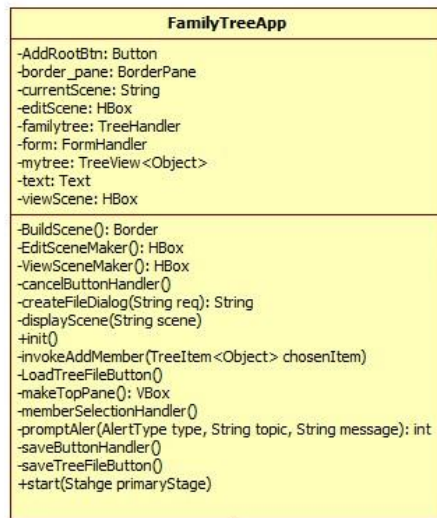 FamilyTreeApp
-AddRootBtn: Button
-border_pane: BorderPane
-currentScene: String
-editScene: HBox
-familytree: TreeHandler
-form: FormHandler
-mytree: TreeView<Object>
-text: Text
-viewScene: HBox
-BuildScene(): Border
-EditSceneMaker(): HBox
-ViewSceneMaker(): HBox
-cancelButtonHandler()
-createFileDialog(String req): String
-displayScene(String scene)
+init()
-invokeAddMember(TreeItem<Object> chosenItem)
-LoadTreeFileButton()
-makeTopPane(): VBox
-memberSelectionHandler()
-promptAler(AlertType type, String topic, String message): int
-saveButtonHandler()
-saveTreeFileButton()
+start(Stahge primaryStage)